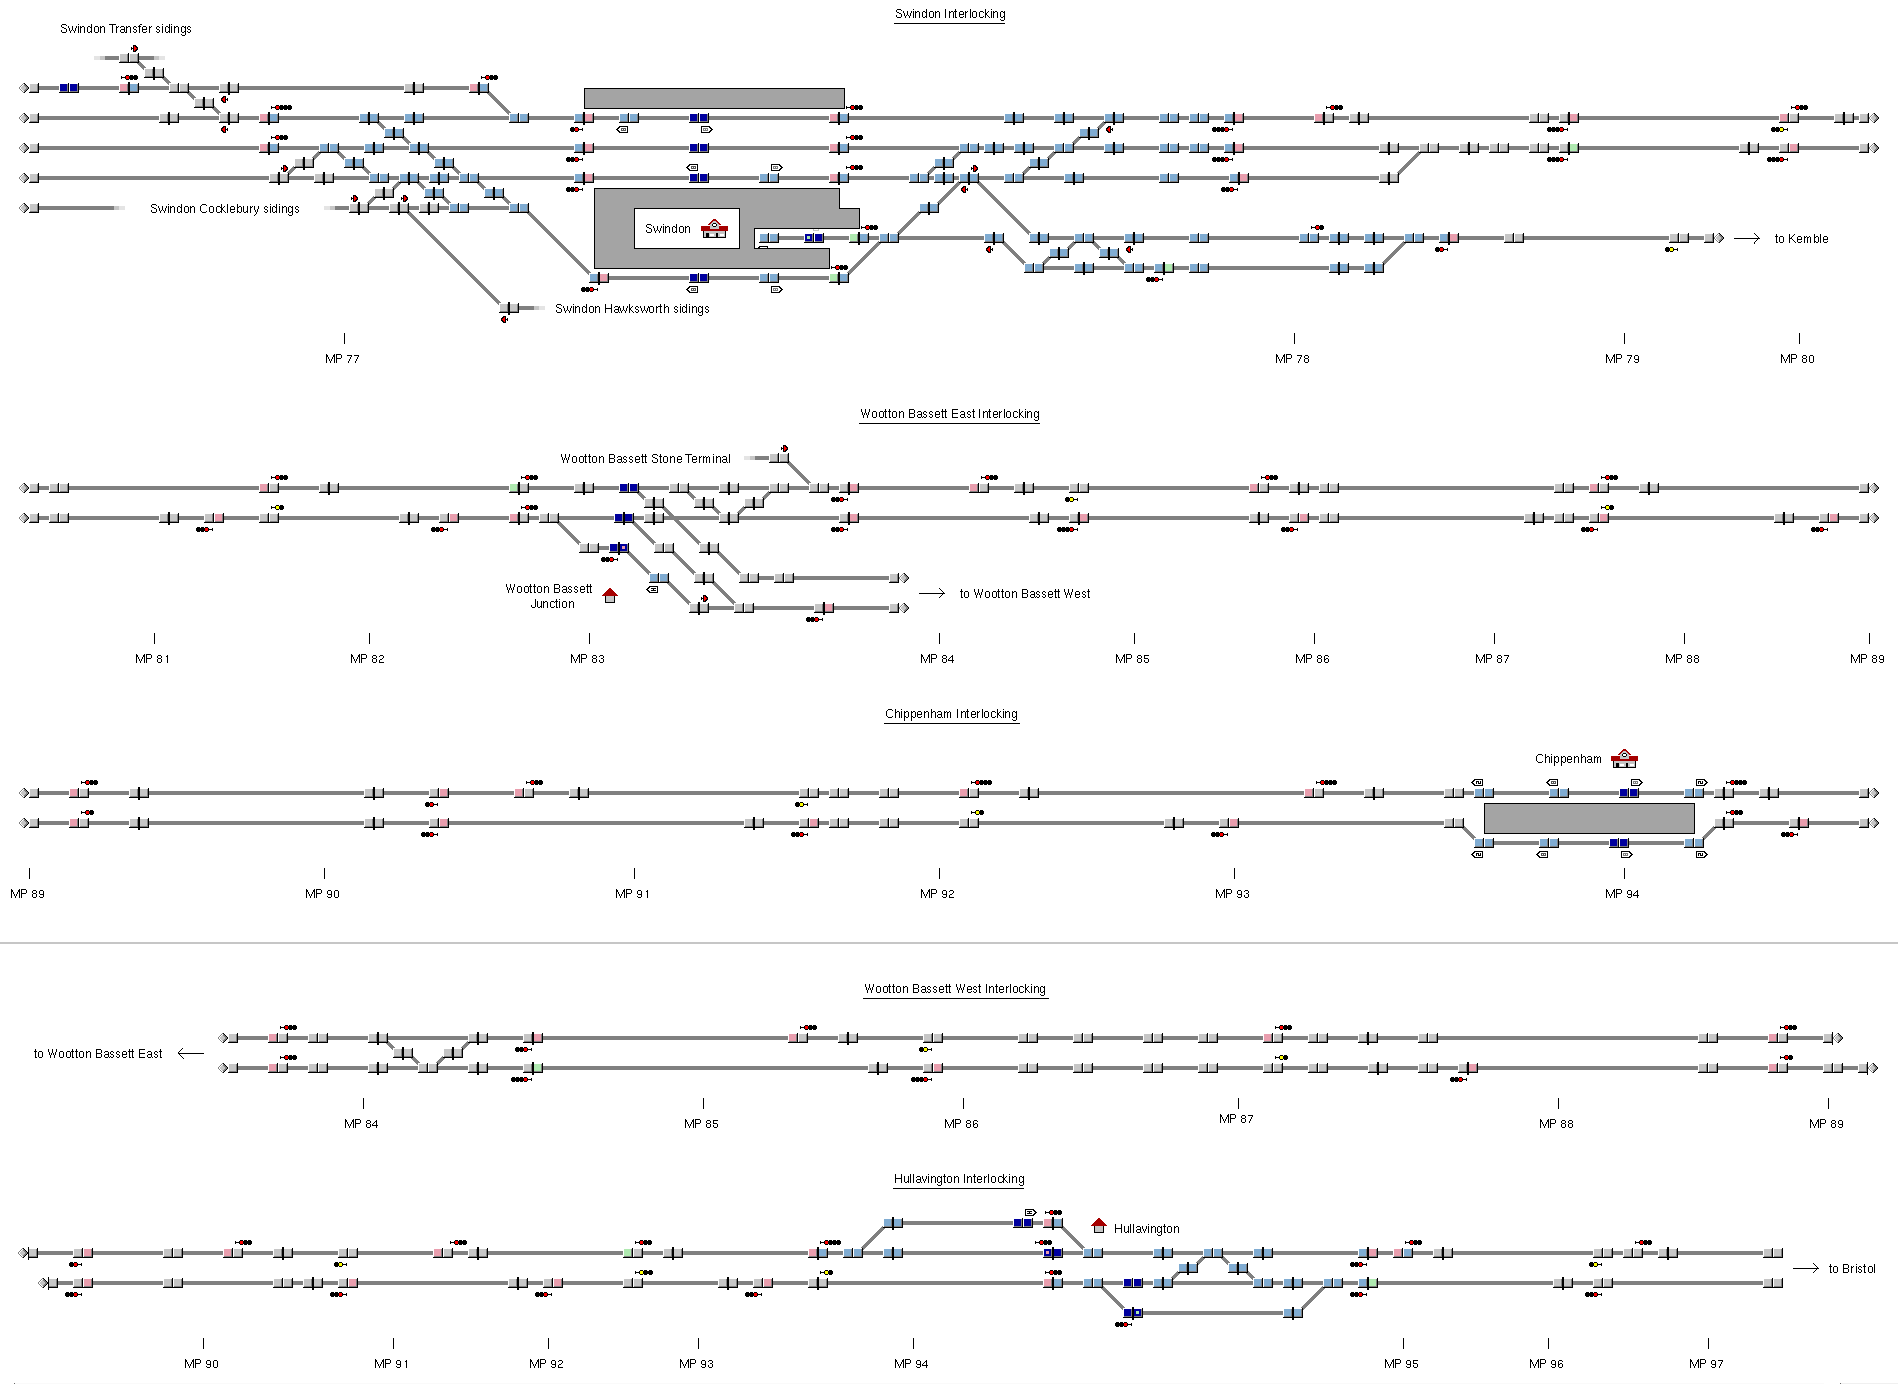 Swindon Interlocking
Swindon Transfer sidings
Swindon Cocklebury sidings
Swindon
to Kemble
Swindon Hawksworth sidings
MP 77
MP 78
MP 79
MP 80
Wootton Bassett East Interlocking
Wootton Bassett Stone Terminal
Wootton Bassett
Junction
to Wootton Bassett West
MP 81
MP 82
MP 83
MP 84
MP 85
MP 86
MP 87
MP 88
MP 89
Chippenham Interlocking
Chippenham
MP 89
MP 90
MP 91
MP 92
MP 93
MP 94
Wootton Bassett West Interlocking
to Wootton Bassett East
MP 84
MP 85
MP 86
MP 87
MP 88
MP 89
Hullavington Interlocking
Hullavington
to Bristol
MP 90
MP 91
MP 92
MP 93
MP 94
MP 95
MP 96
MP 97